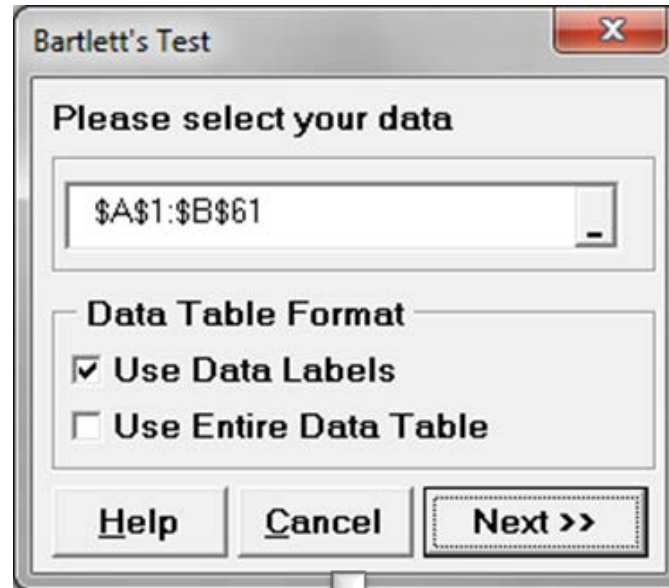 Bartlett's Test
Please select your data
$A$1:$B$61
Data Table Format
Use Data Labels
Use Entire Data Table
Help Cancel Next >>